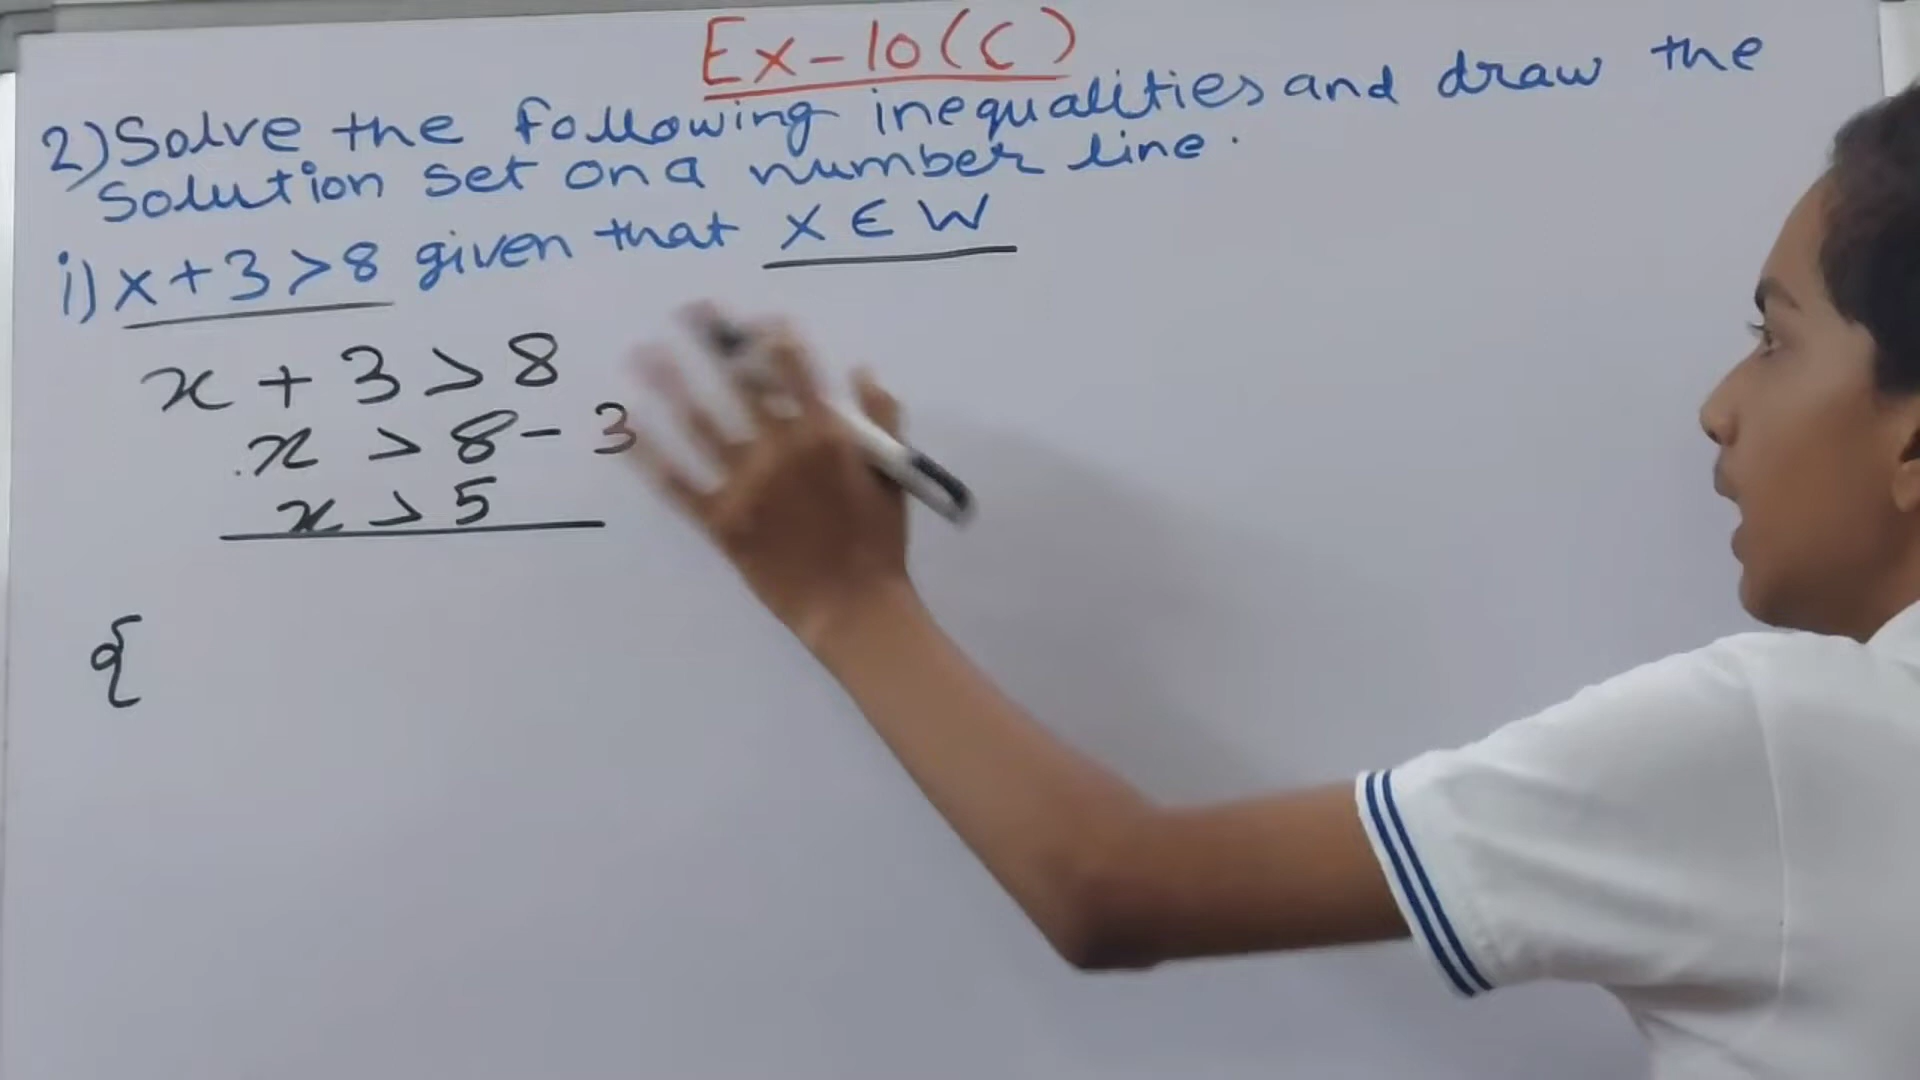 Ex-10(C)
2) Solve the following inequalities and draw the
solution set on a number line.
i) x+3>8 given that x ∈ W
x + 3 > 8
x > 8 - 3
x > 5
{